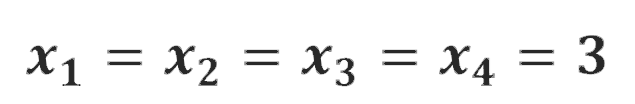 x₁ = x₂ = x₃ = x₄ = 3